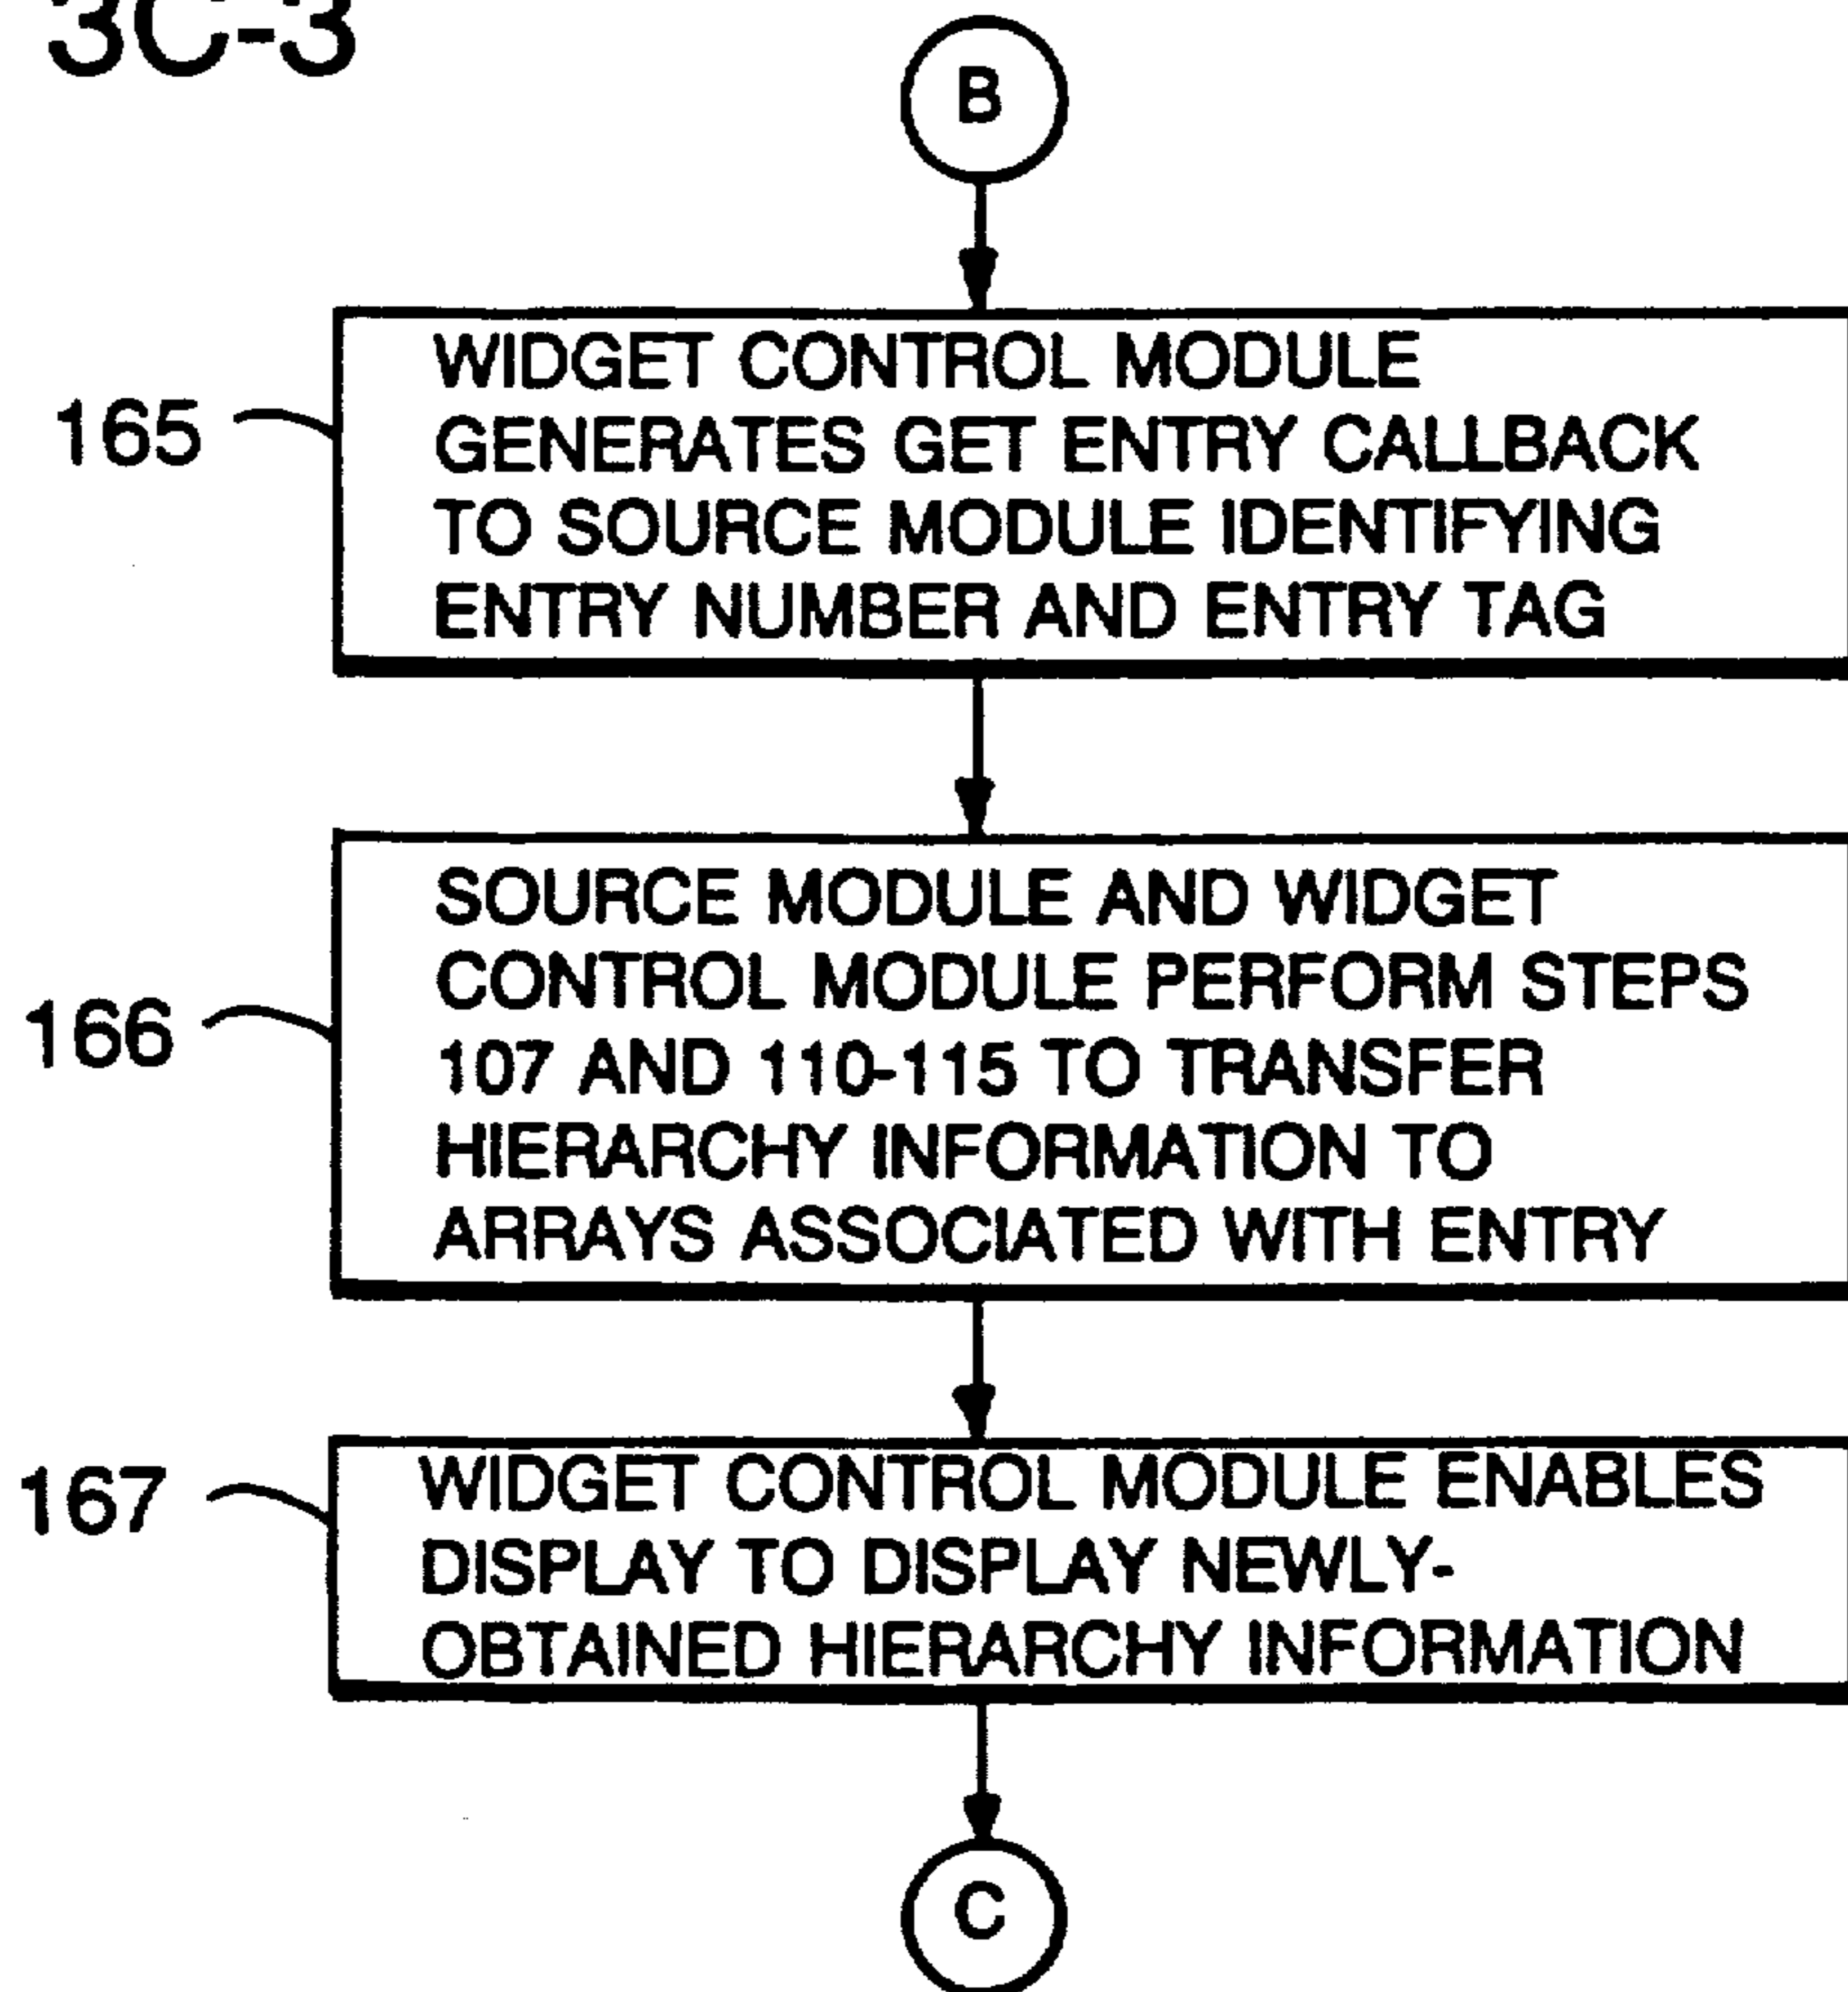 3C-3
B
165
WIDGET CONTROL MODULE
GENERATES GET ENTRY CALLBACK
TO SOURCE MODULE IDENTIFYING
ENTRY NUMBER AND ENTRY TAG
166
SOURCE MODULE AND WIDGET
CONTROL MODULE PERFORM STEPS
107 AND 110-115 TO TRANSFER
HIERARCHY INFORMATION TO
ARRAYS ASSOCIATED WITH ENTRY
167
WIDGET CONTROL MODULE ENABLES
DISPLAY TO DISPLAY NEWLY-
OBTAINED HIERARCHY INFORMATION
C